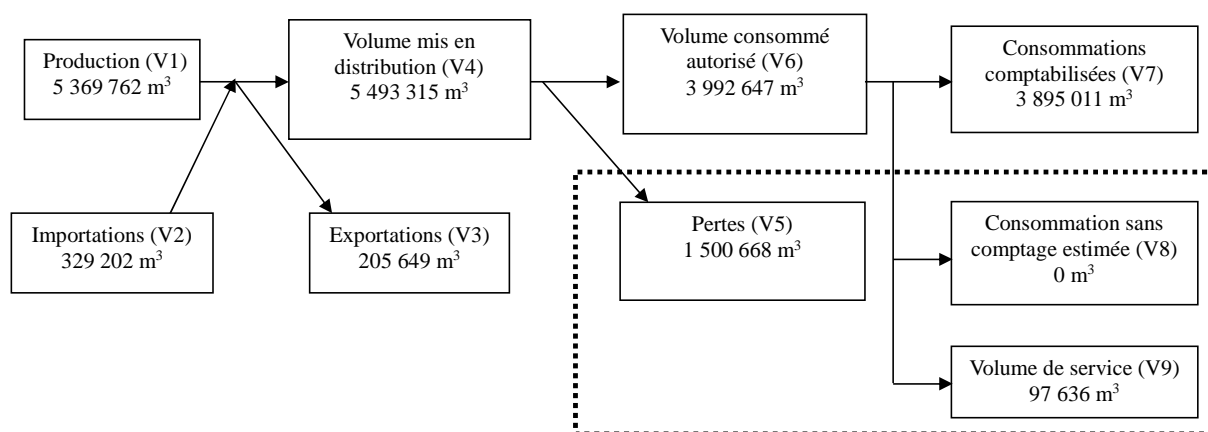 Production (V1)
5 369 762 m³
Volume mis en
distribution (V4)
5 493 315 m³
Volume consommé
autorisé (V6)
3 992 647 m³
Consommations
comptabilisées (V7)
3 895 011 m³
Importations (V2)
329 202 m³
Exportations (V3)
205 649 m³
Pertes (V5)
1 500 668 m³
Consommation sans
comptage estimée (V8)
0 m³
Volume de service (V9)
97 636 m³